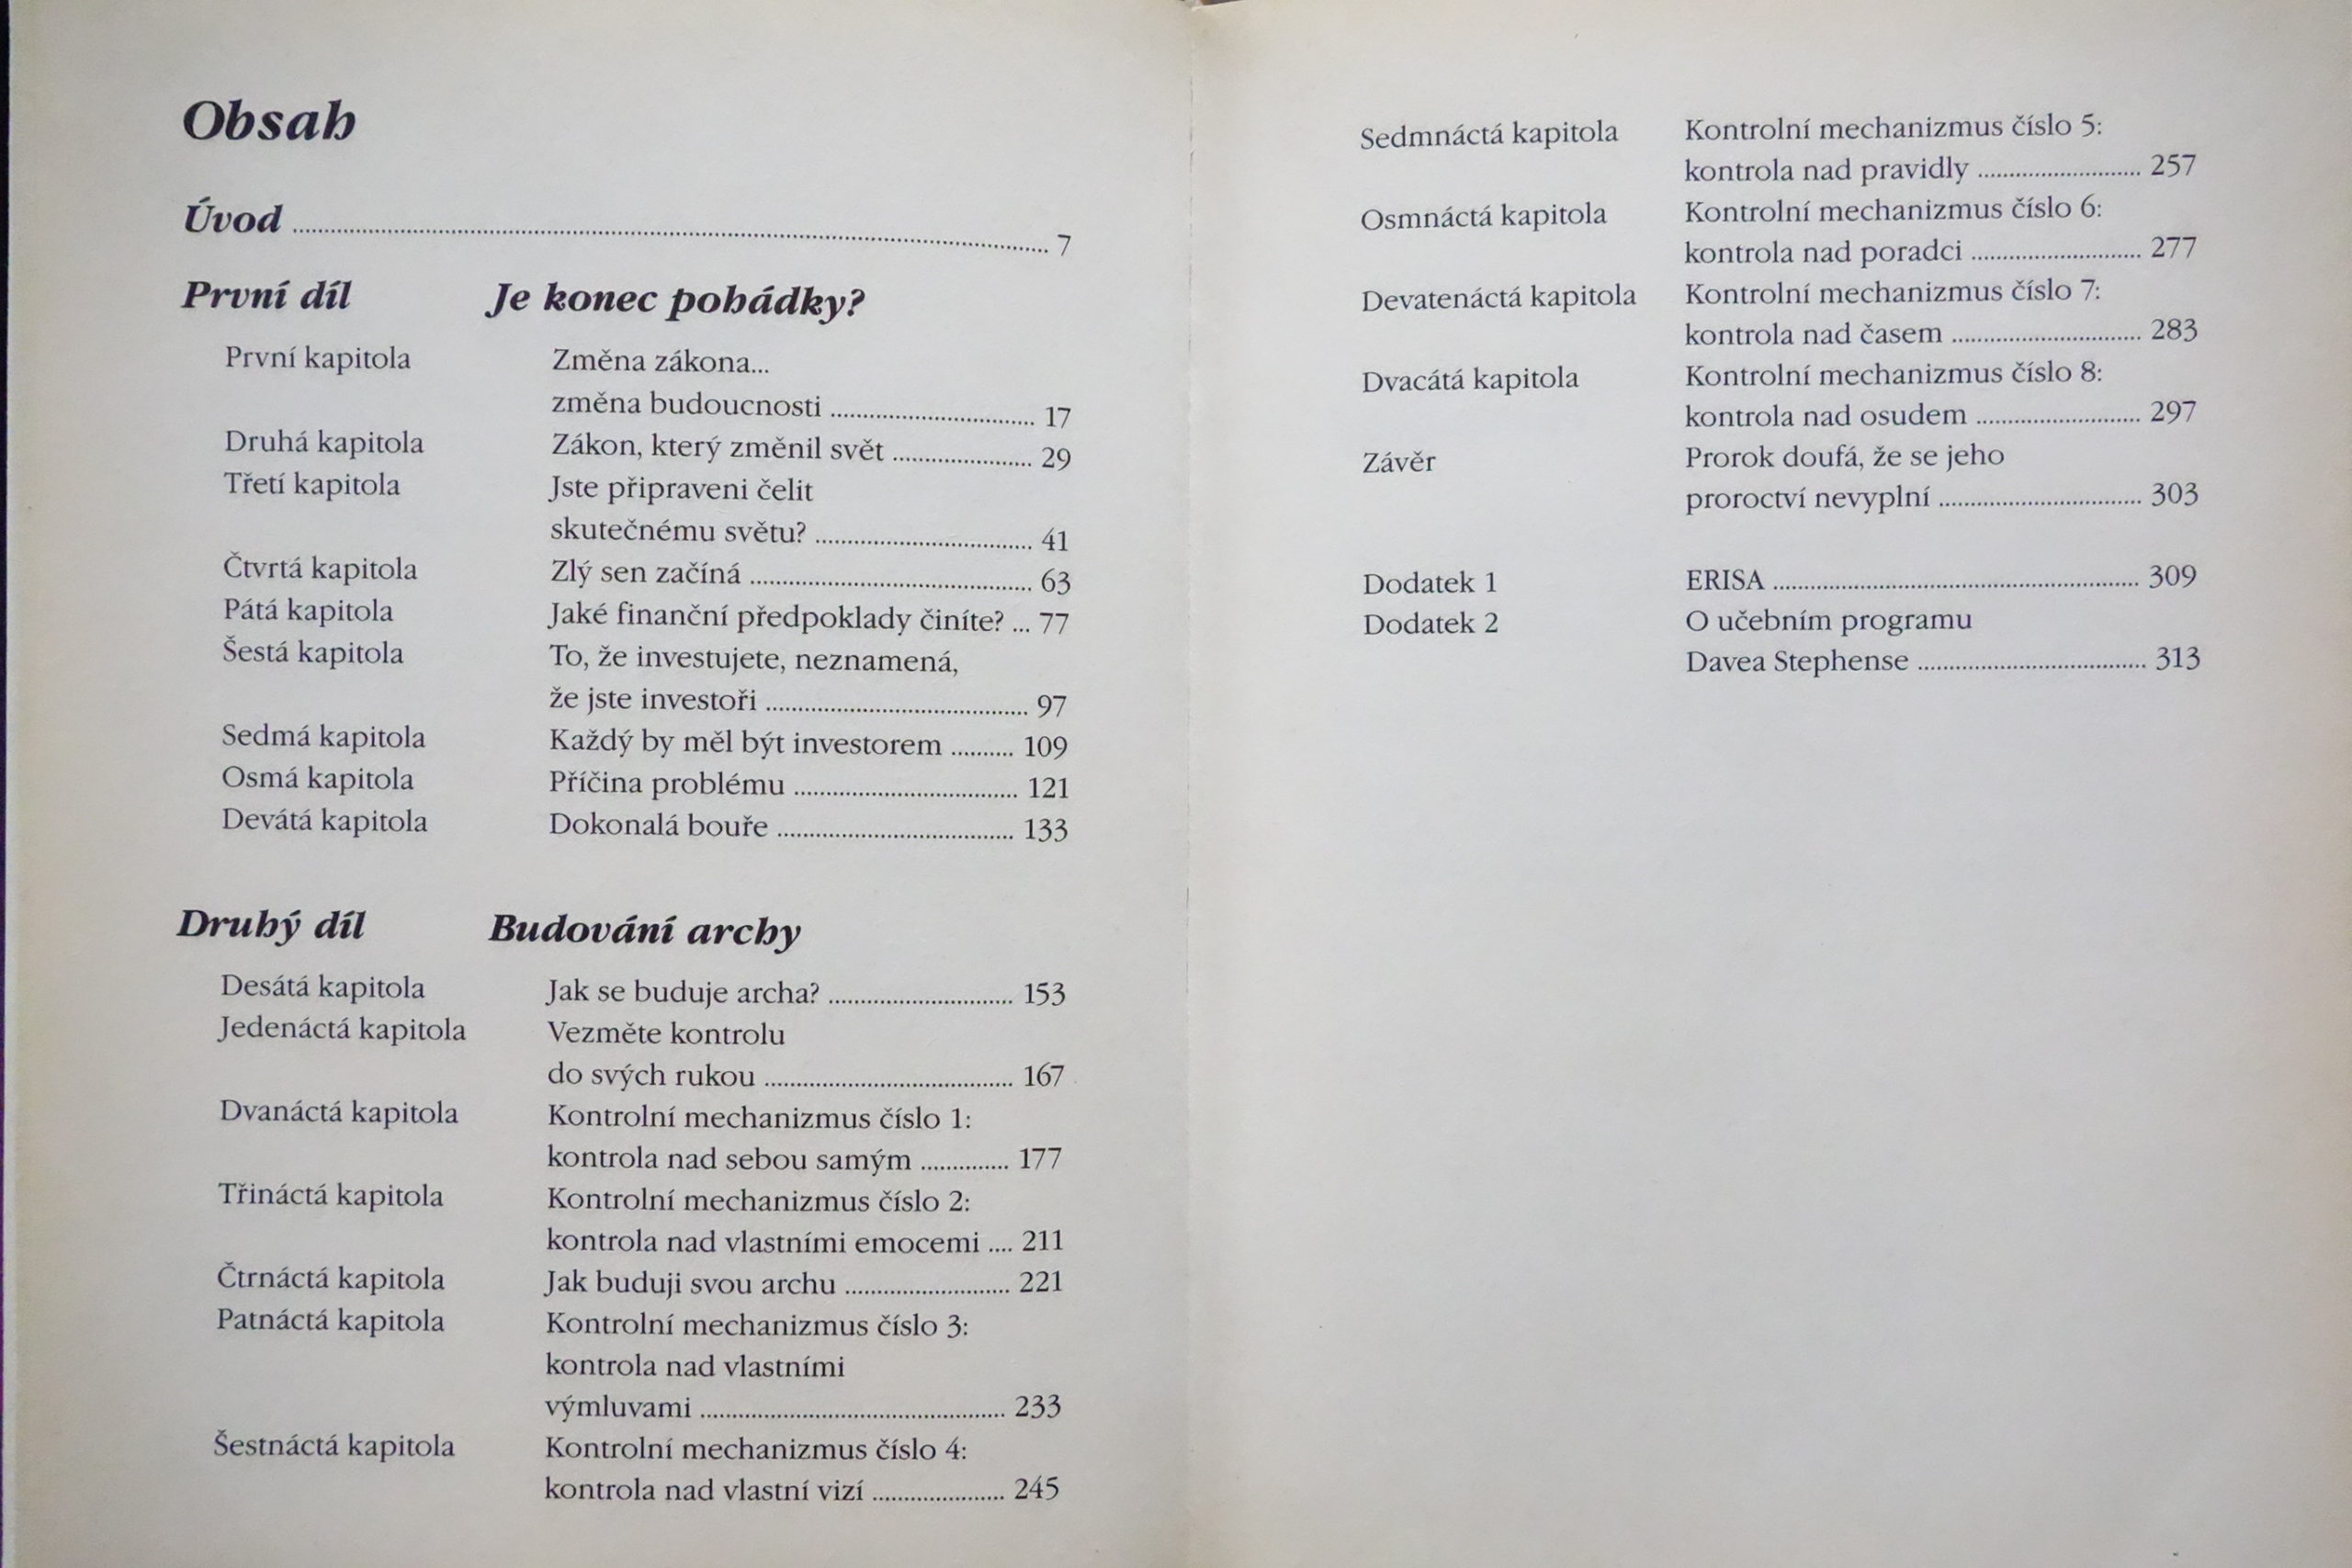 Obsah
Úvod ........................ 7
První díl Je konec pohádky?
První kapitola Změna zákona...
změna budoucnosti ........................ 17
Druhá kapitola Zákon, který změnil svět ........................ 29
Třetí kapitola Jste připraveni čelit
skutečnému světu? ........................ 41
Čtvrtá kapitola Zlý sen začíná ........................ 63
Pátá kapitola Jaké finanční předpoklady činíte? ... 77
Šestá kapitola To, že investujete, neznamená,
že jste investoři ........................ 97
Sedmá kapitola Každý by měl být investorem .......... 109
Osmá kapitola Příčina problému ........................ 121
Devátá kapitola Dokonalá bouře ........................ 133
Druhý díl Budování archy
Desátá kapitola Jak se buduje archa? ........................ 153
Jedenáctá kapitola Vezměte kontrolu
do svých rukou ........................ 167
Dvanáctá kapitola Kontrolní mechanizmus číslo 1:
kontrola nad sebou samým .............. 177
Třináctá kapitola Kontrolní mechanizmus číslo 2:
kontrola nad vlastními emocemi .... 211
Čtrnáctá kapitola Jak buduji svou archu ........................ 221
Patnáctá kapitola Kontrolní mechanizmus číslo 3:
kontrola nad vlastními
výmluvami ........................ 233
Šestnáctá kapitola Kontrolní mechanizmus číslo 4:
kontrola nad vlastní vizí ..................... 245
Sedmnáctá kapitola Kontrolní mechanizmus číslo 5:
kontrola nad pravidly ........................ 257
Osmnáctá kapitola Kontrolní mechanizmus číslo 6:
kontrola nad poradci ........................ 277
Devatenáctá kapitola Kontrolní mechanizmus číslo 7:
kontrola nad časem ........................ 283
Dvacátá kapitola Kontrolní mechanizmus číslo 8:
kontrola nad osudem ........................ 297
Závěr Prorok doufá, že se jeho
proroctví nevyplní ........................ 303
Dodatek 1 ERISA ........................ 309
Dodatek 2 O učebním programu
Davea Stephense ........................ 313